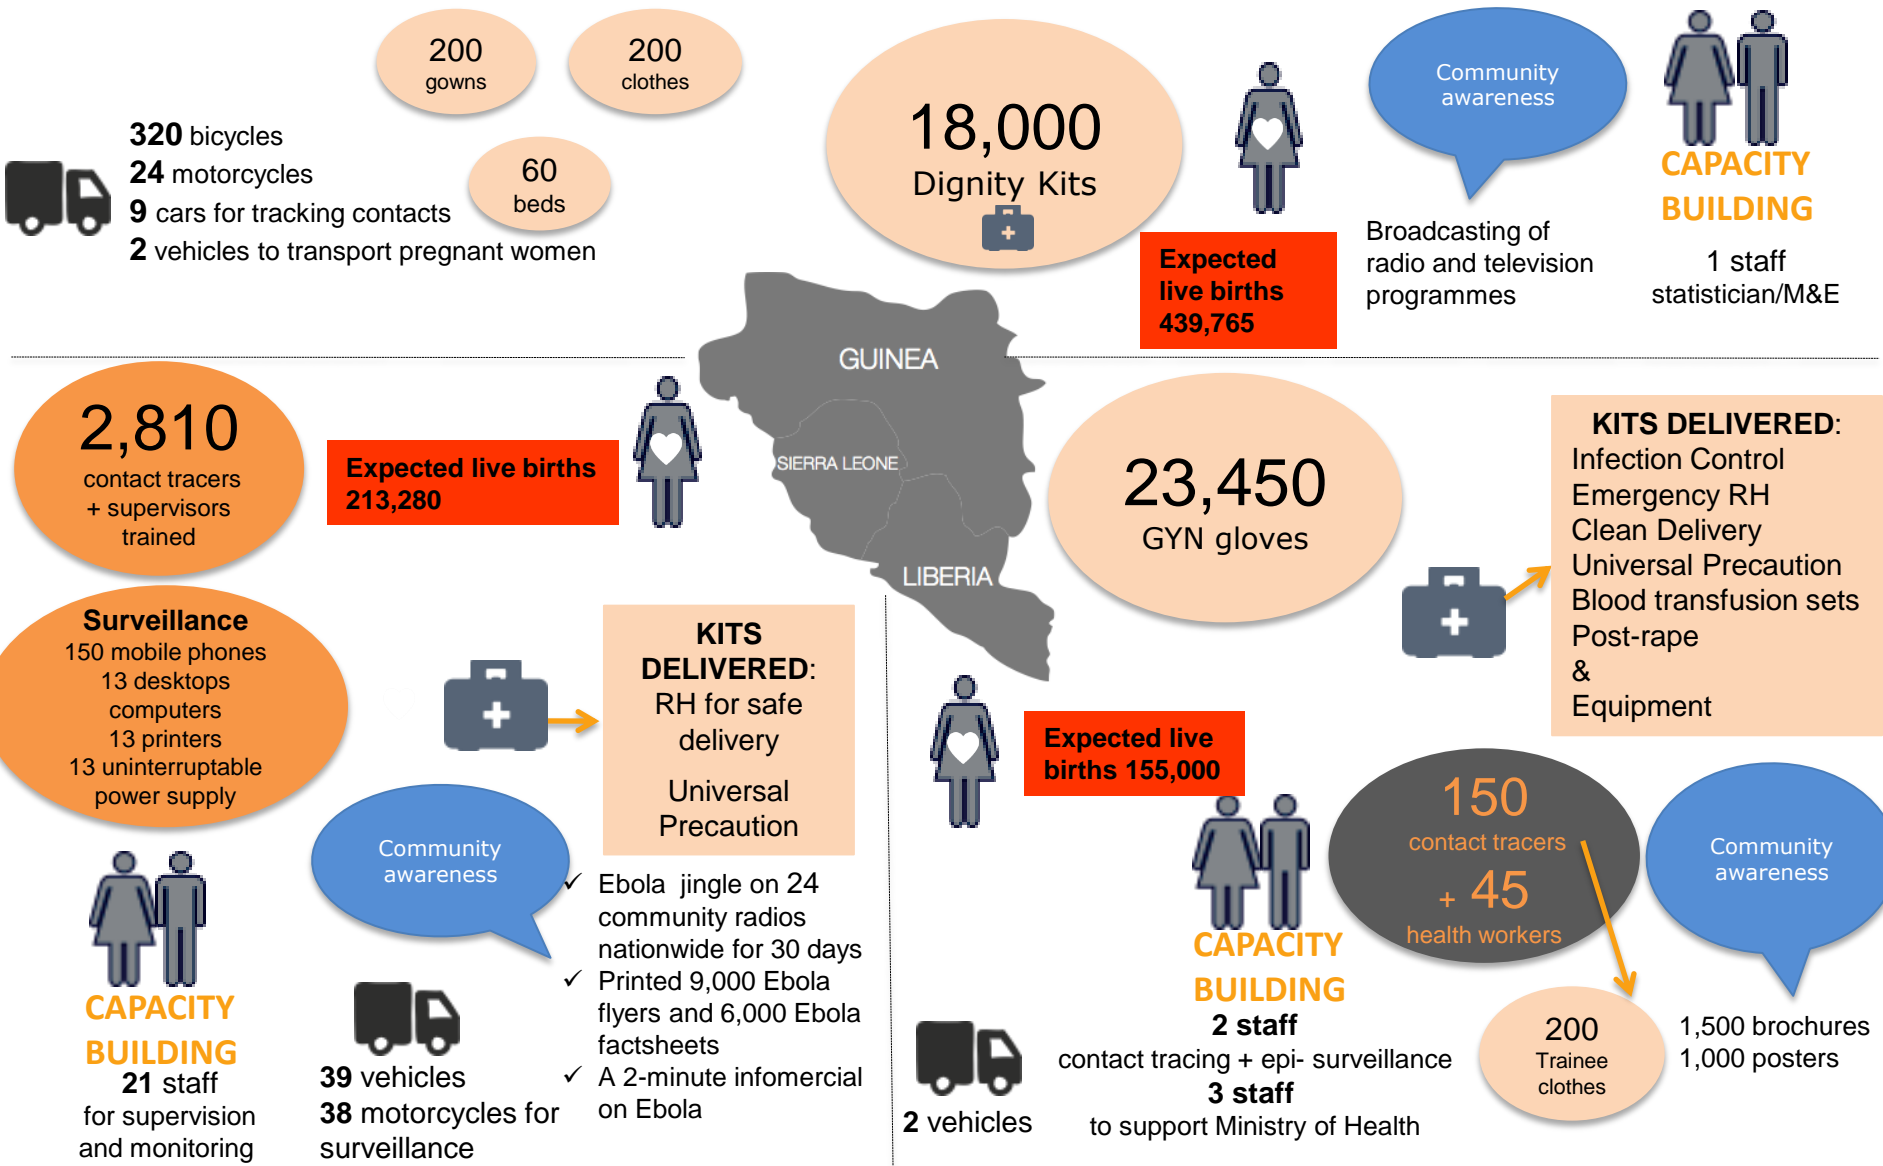 200
gowns
200
clothes
320 bicycles
24 motorcycles
9 cars for tracking contacts
2 vehicles to transport pregnant women
60
beds
18,000
Dignity Kits
Expected
live births
439,765
Community
awareness
Broadcasting of
radio and television
programmes
CAPACITY
BUILDING
1 staff
statistician/M&E
GUINEA
SIERRA LEONE
LIBERIA
2,810
contact tracers
+ supervisors
trained
Expected live births
213,280
Surveillance
150 mobile phones
13 desktops
computers
13 printers
13 uninterruptable
power supply
KITS
DELIVERED:
RH for safe
delivery
Universal
Precaution
Community
awareness
✓ Ebola jingle on 24
community radios
nationwide for 30 days
✓ Printed 9,000 Ebola
flyers and 6,000 Ebola
factsheets
✓ A 2-minute infomercial
on Ebola
CAPACITY
BUILDING
21 staff
for supervision
and monitoring
39 vehicles
38 motorcycles for
surveillance
23,450
GYN gloves
KITS DELIVERED:
Infection Control
Emergency RH
Clean Delivery
Universal Precaution
Blood transfusion sets
Post-rape
&
Equipment
Expected live
births 155,000
CAPACITY
BUILDING
2 staff
contact tracing + epi- surveillance
3 staff
to support Ministry of Health
2 vehicles
150
contact tracers
+ 45
health workers
200
Trainee
clothes
Community
awareness
1,500 brochures
1,000 posters